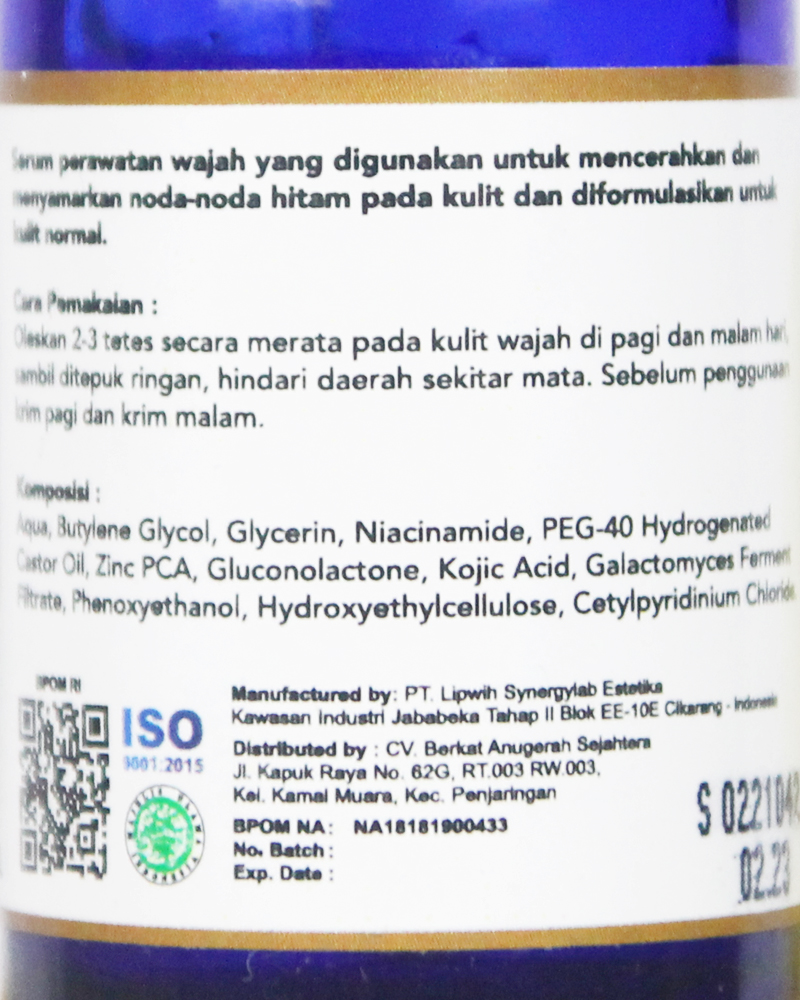 Serum perawatan wajah yang digunakan untuk mencerahkan dan
menyamarkan noda-noda hitam pada kulit dan diformulasikan untuk
kulit normal.
Cara Pemakaian :
Oleskan 2-3 tetes secara merata pada kulit wajah di pagi dan malam hari,
sambil ditepuk ringan, hindari daerah sekitar mata. Sebelum penggunaan
krim pagi dan krim malam.
Komposisi :
Aqua, Butylene Glycol, Glycerin, Niacinamide, PEG-40 Hydrogenated
Castor Oil, Zinc PCA, Gluconolactone, Kojic Acid, Galactomyces Ferment
Filtrate, Phenoxyethanol, Hydroxyethylcellulose, Cetylpyridinium Chloride
BPOM RI
ISO
9001:2015
MAJELIS ULAMA INDONESIA
Manufactured by: PT. Lipwih Synergylab Estetika
Kawasan Industri Jababeka Tahap II Blok EE-10E Cikarang - Indonesia
Distributed by : CV. Berkat Anugerah Sejahtera
Jl. Kapuk Raya No. 62G, RT.003 RW.003,
Kel. Kamal Muara, Kec. Penjaringan
BPOM NA: NA18181900433
No. Batch :
Exp. Date :
S
02.23